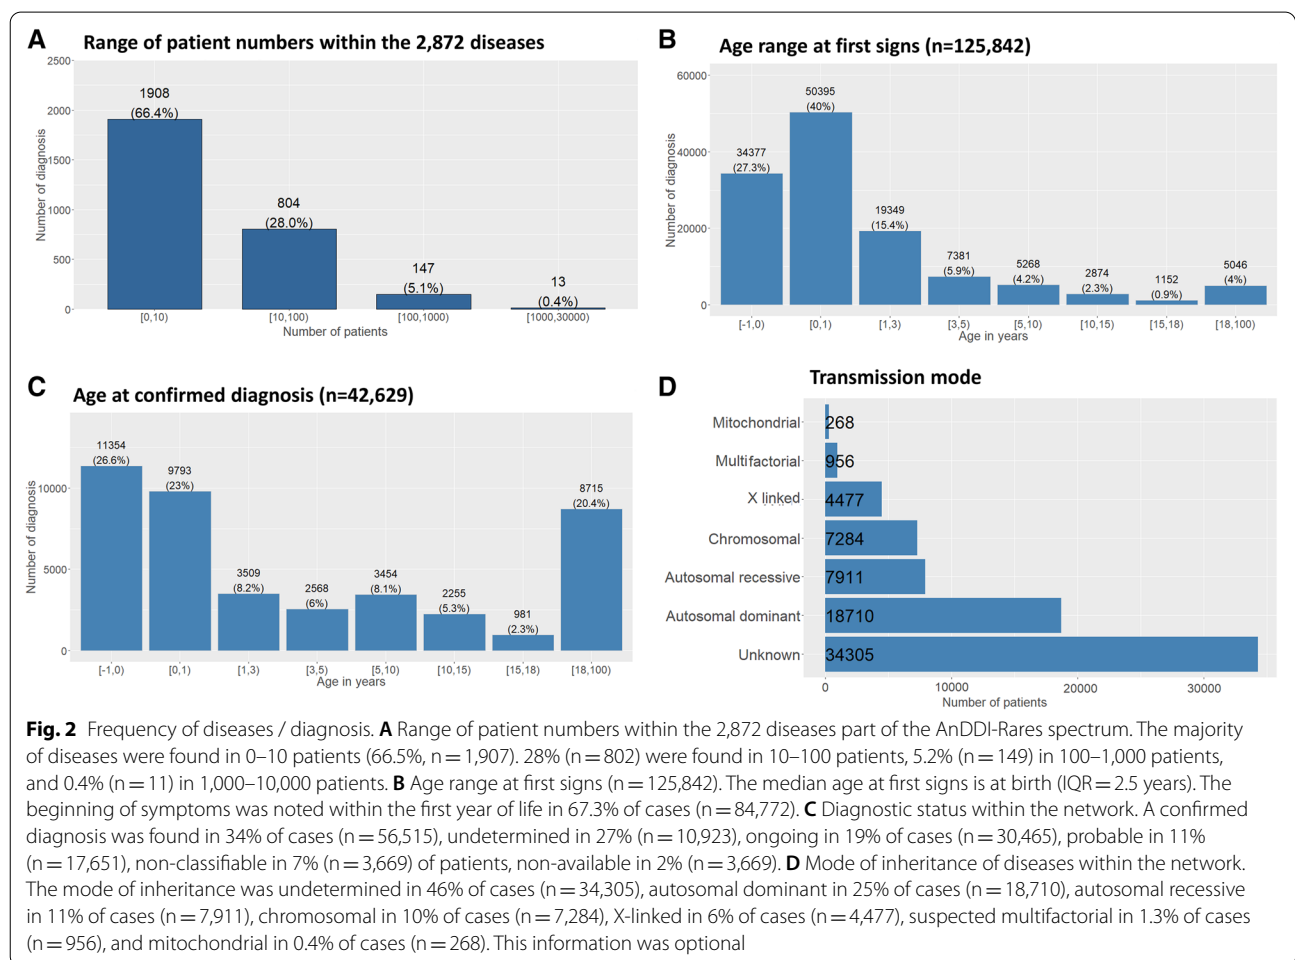 A Range of patient numbers within the 2,872 diseases
2500
2000
1500
1000
500
0
Number of diagnosis
1908
(66.4%)
804
(28.0%)
147
(5.1%)
13
(0.4%)
[0,10)
[10,100)
[100,1000)
[1000,30000)
Number of patients
B Age range at first signs (n=125,842)
60000
40000
20000
0
Number of diagnosis
34377
(27.3%)
50395
(40%)
19349
(15.4%)
7381
(5.9%)
5268
(4.2%)
2874
(2.3%)
1152
(0.9%)
5046
(4%)
[-1,0)
[0,1)
[1,3)
[3,5)
[5,10)
[10,15)
[15,18)
[18,100)
Age in years
C Age at confirmed diagnosis (n=42,629)
10000
5000
0
Number of diagnosis
11354
(26.6%)
9793
(23%)
3509
(8.2%)
2568
(6%)
3454
(8.1%)
2255
(5.3%)
981
(2.3%)
8715
(20.4%)
[-1,0)
[0,1)
[1,3)
[3,5)
[5,10)
[10,15)
[15,18)
[18,100)
Age in years
D Transmission mode
Mitochondrial 268
Multifactorial 956
X linked 4477
Chromosomal 7284
Autosomal recessive 7911
Autosomal dominant 18710
Unknown 34305
0 10000 20000 30000
Number of patients
Fig. 2 Frequency of diseases / diagnosis. A Range of patient numbers within the 2,872 diseases part of the AnDDI-Rares spectrum. The majority
of diseases were found in 0–10 patients (66.5%, n = 1,907). 28% (n = 802) were found in 10–100 patients, 5.2% (n = 149) in 100–1,000 patients,
and 0.4% (n = 11) in 1,000–10,000 patients. B Age range at first signs (n = 125,842). The median age at first signs is at birth (IQR = 2.5 years). The
beginning of symptoms was noted within the first year of life in 67.3% of cases (n = 84,772). C Diagnostic status within the network. A confirmed
diagnosis was found in 34% of cases (n = 56,515), undetermined in 27% (n = 10,923), ongoing in 19% of cases (n = 30,465), probable in 11%
(n = 17,651), non-classifiable in 7% (n = 3,669) of patients, non-available in 2% (n = 3,669). D Mode of inheritance of diseases within the network.
The mode of inheritance was undetermined in 46% of cases (n = 34,305), autosomal dominant in 25% of cases (n = 18,710), autosomal recessive
in 11% of cases (n = 7,911), chromosomal in 10% of cases (n = 7,284), X-linked in 6% of cases (n = 4,477), suspected multifactorial in 1.3% of cases
(n = 956), and mitochondrial in 0.4% of cases (n = 268). This information was optional